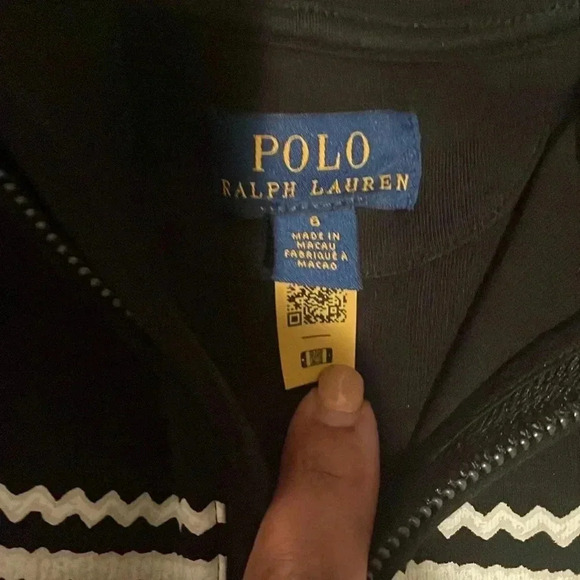 POLO
RALPH LAUREN
6
MADE IN
MACAU
FABRIQUÉ À
MACAO